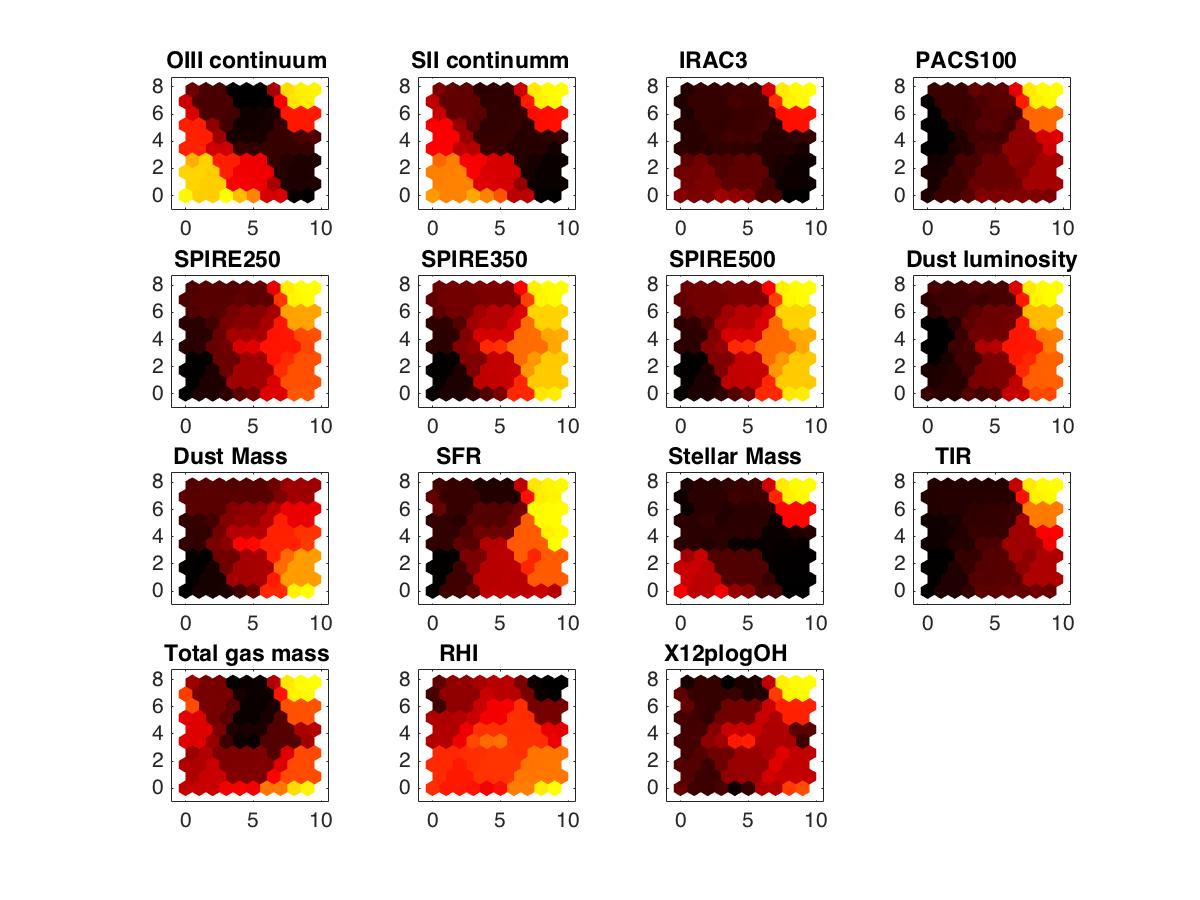 OIII continuum SII continumm IRAC3 PACS100
8 8 8 8
6 6 6 6
4 4 4 4
2 2 2 2
0 0 0 0
0 5 10 0 5 10 0 5 10 0 5 10
SPIRE250 SPIRE350 SPIRE500 Dust luminosity
8 8 8 8
6 6 6 6
4 4 4 4
2 2 2 2
0 0 0 0
0 5 10 0 5 10 0 5 10 0 5 10
Dust Mass SFR Stellar Mass TIR
8 8 8 8
6 6 6 6
4 4 4 4
2 2 2 2
0 0 0 0
0 5 10 0 5 10 0 5 10 0 5 10
Total gas mass RHI X12plogOH
8 8 8
6 6 6
4 4 4
2 2 2
0 0 0
0 5 10 0 5 10 0 5 10